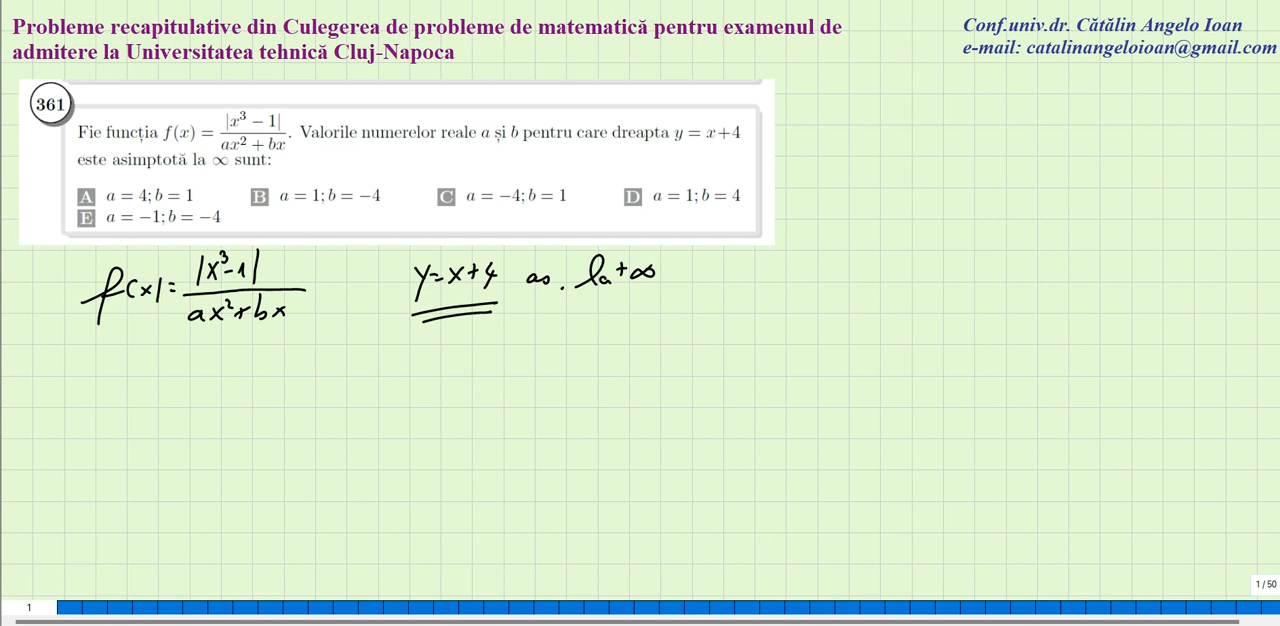 Probleme recapitulative din Culegerea de probleme de matematică pentru examenul de
admitere la Universitatea tehnică Cluj-Napoca
Conf.univ.dr. Cătălin Angelo Ioan
e-mail: catalinangeloioan@gmail.com
361
Fie funcția f(x) = |x³ − 1| / (ax² + bx). Valorile numerelor reale a și b pentru care dreapta y = x+4
este asimptotă la ∞ sunt:
A a = 4; b = 1 B a = 1; b = −4 C a = −4; b = 1 D a = 1; b = 4
E a = −1; b = −4
f(x) = |x³-1| / (ax²+bx) y=x+4 as. la +∞
1 / 50
1